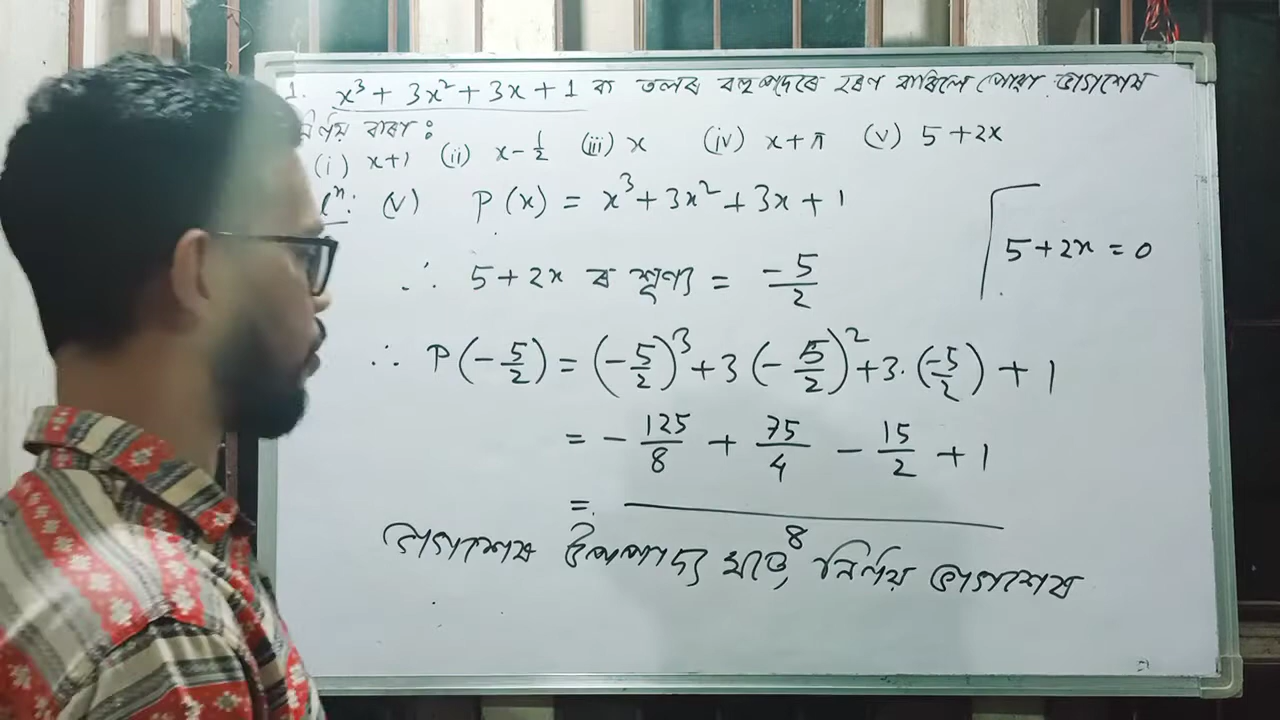 1. x³ + 3x² + 3x + 1 ক তলৰ বহুপদেৰে হৰণ কৰিলে পোৱা ভাগশেষ
নিৰ্ণয় কৰা :
(i) x+1 (ii) x - 1/2 (iii) x (iv) x + π (v) 5 + 2x
lⁿ: (v) P(x) = x³ + 3x² + 3x + 1
5 + 2x = 0
∴ 5 + 2x ৰ শূন্য = -5/2
∴ P(-5/2) = (-5/2)³ + 3(-5/2)² + 3.(-5/2) + 1
= - 125/8 + 75/4 - 15/2 + 1
= /8
ভাগশেষ উপপাদ্য মতে, নিৰ্ণেয় ভাগশেষ